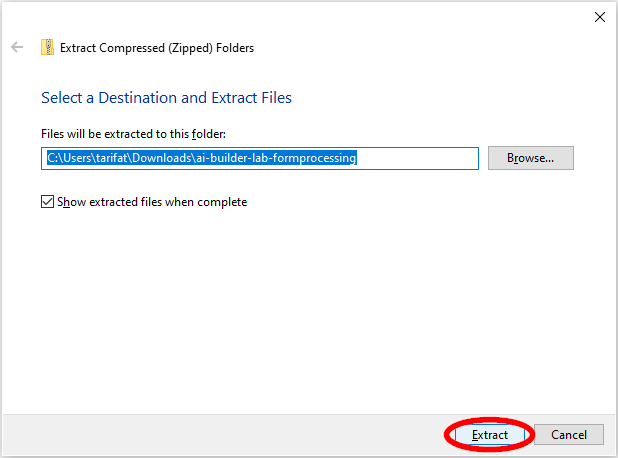 Extract Compressed (Zipped) Folders
Select a Destination and Extract Files
Files will be extracted to this folder:
C:\Users\tarifat\Downloads\ai-builder-lab-formprocessing
Browse...
Show extracted files when complete
Extract
Cancel